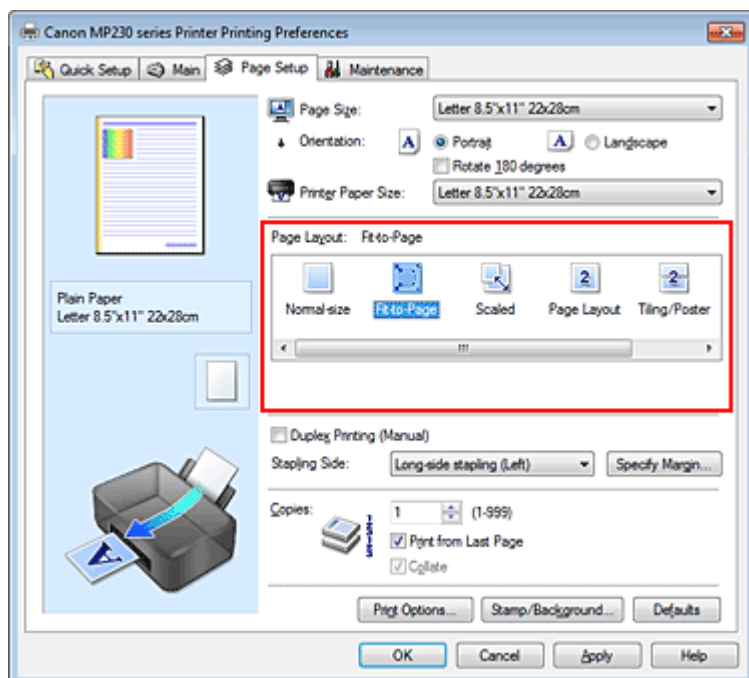 Canon MP230 series Printer Printing Preferences
Quick Setup Main Page Setup Maintenance
Page Size: Letter 8.5"x11" 22x28cm
Orientation: A Portrait A Landscape
Rotate 180 degrees
Printer Paper Size: Letter 8.5"x11" 22x28cm
Page Layout: Fit-to-Page
Normal-size Fit-to-Page Scaled Page Layout Tiling/Poster
Plain Paper
Letter 8.5"x11" 22x28cm
Duplex Printing (Manual)
Stapling Side: Long-side stapling (Left) Specify Margin...
Copies: 1 (1-999)
Print from Last Page
Collate
Print Options... Stamp/Background... Defaults
OK Cancel Apply Help